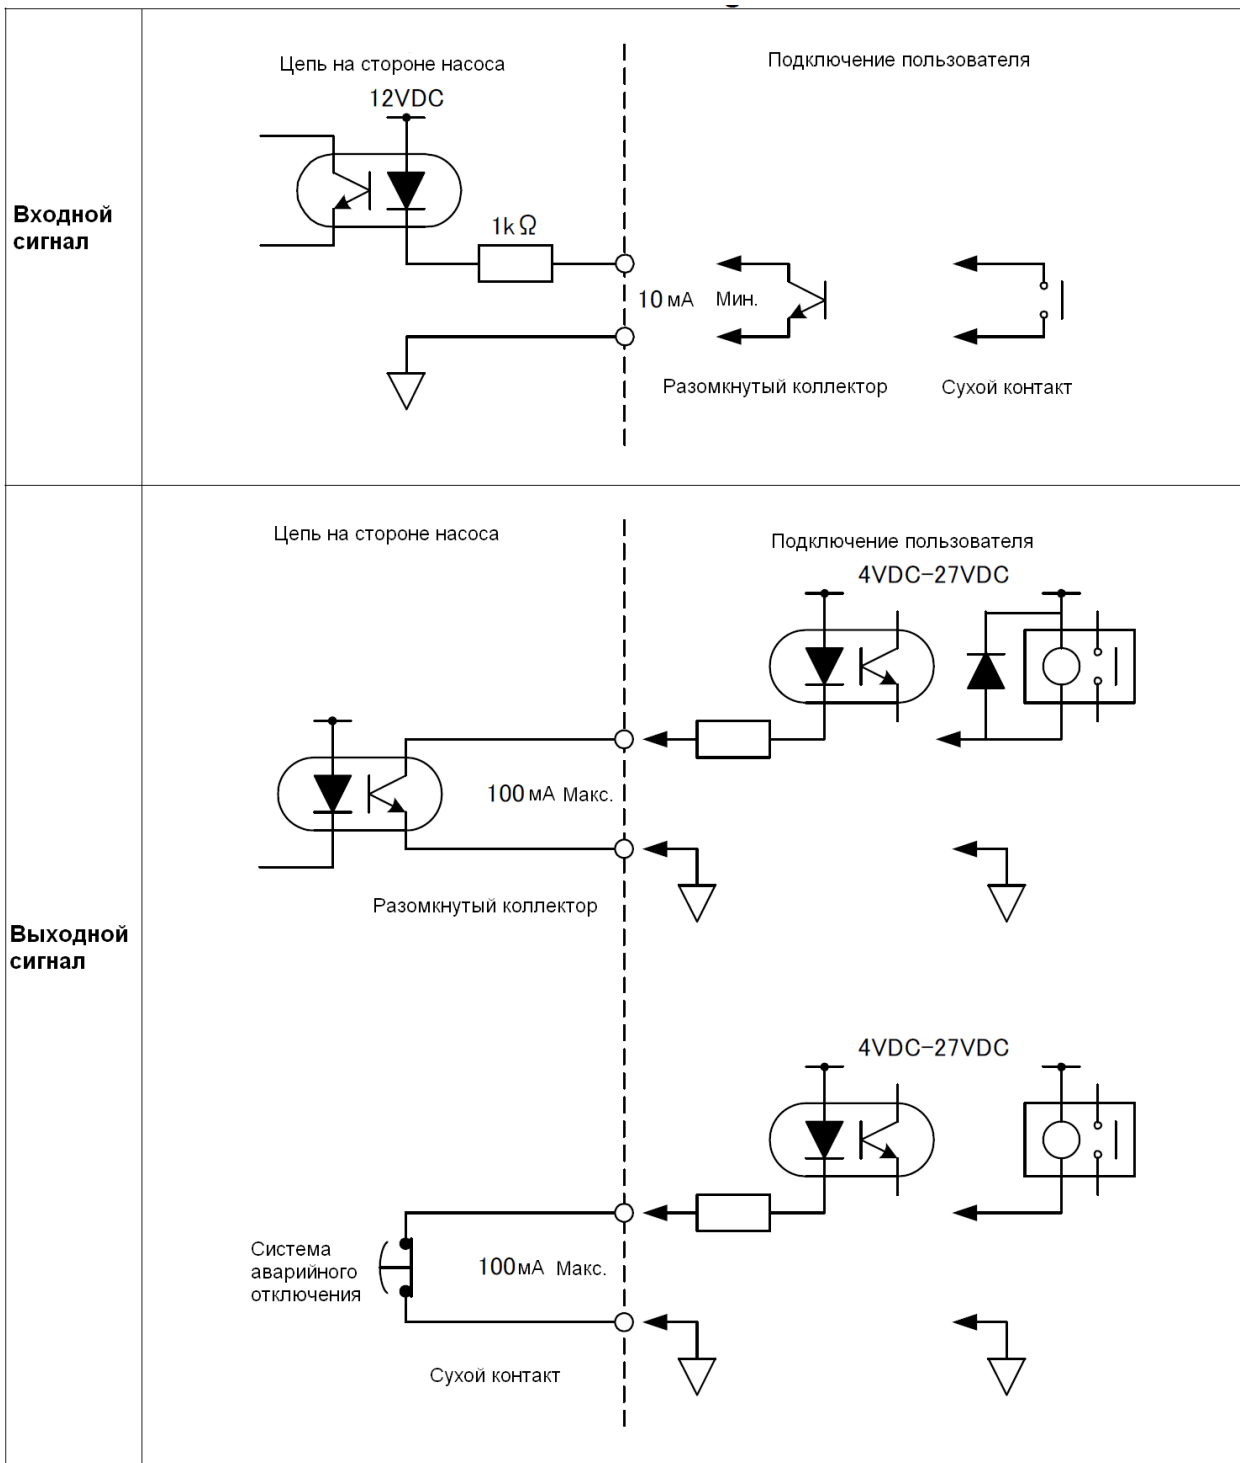 Цепь на стороне насоса
Подключение пользователя
12VDC
Входной
сигнал
1kΩ
10 мА Мин.
Разомкнутый коллектор
Сухой контакт
Цепь на стороне насоса
Подключение пользователя
4VDC-27VDC
100 мА Макс.
Разомкнутый коллектор
Выходной
сигнал
4VDC-27VDC
Система
аварийного
отключения
100мА Макс.
Сухой контакт